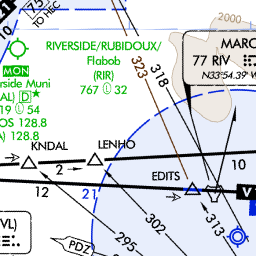 75
10
TO HEC
2000
RIVERSIDE/RUBIDOUX/
Flabob
(RIR)
767 Ⓛ 32
MARC
77 RIV
N33°54.39' W
MON
rside Muni
AL) D★
19 Ⓛ 54
OS 128.8
A) 128.8
323
318
KNDAL
LENHO
2
10
12
21
EDITS
V
302
313
295
VL)
PDZ